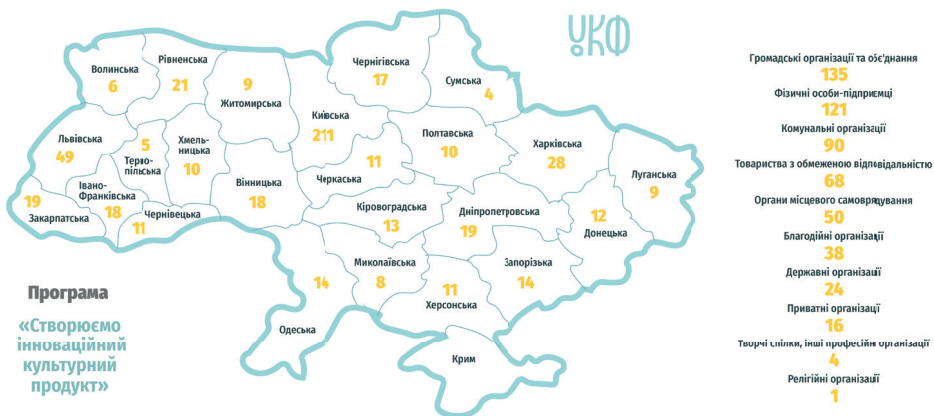 УКФ
Волинська
6
Рівненська
21
9
Житомирська
Чернігівська
17
Сумська
4
Львівська
49
5
Терно-
пільська
Хмель-
ницька
10
Київська
211
Полтавська
10
Харківська
28
Луганська
9
19
Закарпатська
Івано-
Франківська
18
11
Чернівецька
Вінницька
18
11
Черкаська
Кіровоградська
13
Дніпропетровська
19
12
Донецька
14
Одеська
Миколаївська
8
11
Херсонська
Запорізька
14
Крим
Програма
«Створюємо
інноваційний
культурний
продукт»
Громадські організації та об'єднання
135
Фізичні особи-підприємці
121
Комунальні організації
90
Товариства з обмеженою відповідальністю
68
Органи місцевого самоврядування
50
Благодійні організації
38
Державні організації
24
Приватні організації
16
Творчі спілки, інші професійні організації
4
Релігійні організації
1